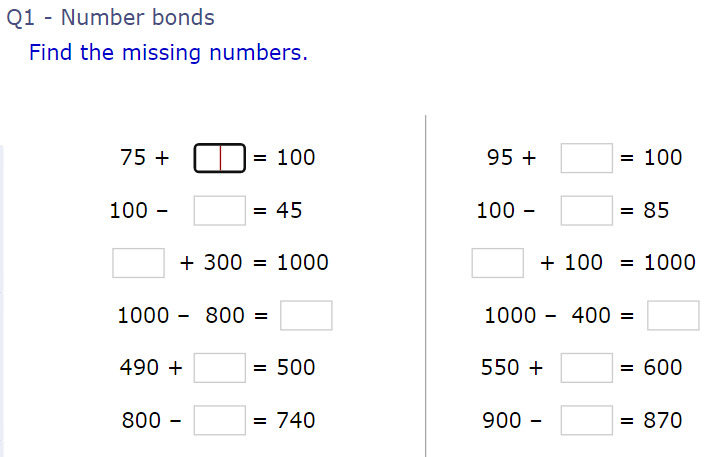 Q1 - Number bonds
Find the missing numbers.
75 + = 100
100 – = 45
+ 300 = 1000
1000 – 800 =
490 + = 500
800 – = 740
95 + = 100
100 – = 85
+ 100 = 1000
1000 – 400 =
550 + = 600
900 – = 870